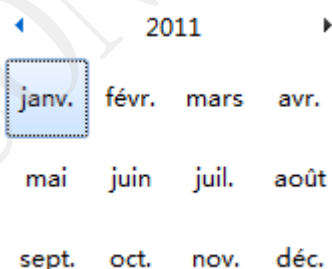 2011
janv. févr. mars avr.
mai juin juil. août
sept. oct. nov. déc.